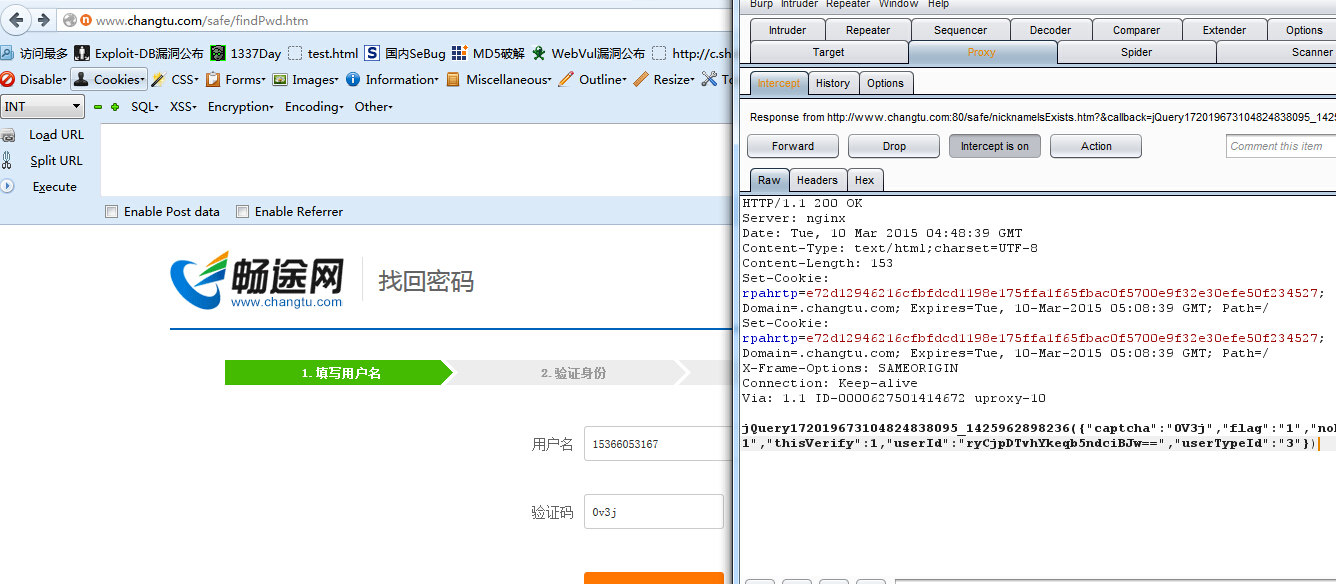 www.changtu.com/safe/findPwd.htm
访问最多 Exploit-DB漏洞公布 1337Day test.html 国内SeBug MD5破解 WebVul漏洞公布 http://c.sh
Disable Cookies CSS Forms Images Information Miscellaneous Outline Resize To
INT SQL XSS Encryption Encoding Other
Load URL
Split URL
Execute
Enable Post data Enable Referrer
畅途网 找回密码
www.changtu.com
1. 填写用户名 2. 验证身份
用户名 15366053167
验证码 0v3j
Burp Intruder Repeater Window Help
Intruder Repeater Sequencer Decoder Comparer Extender Options
Target Proxy Spider Scanner
Intercept History Options
Response from http://www.changtu.com:80/safe/nicknameIsExists.htm?&callback=jQuery172019673104824838095_1425
Forward Drop Intercept is on Action Comment this item
Raw Headers Hex
HTTP/1.1 200 OK
Server: nginx
Date: Tue, 10 Mar 2015 04:48:39 GMT
Content-Type: text/html;charset=UTF-8
Content-Length: 153
Set-Cookie:
rpahrtp=e72d12946216cfbfdcd1198e175ffa1f65fbac0f5700e9f32e30efe50f234527;
Domain=.changtu.com; Expires=Tue, 10-Mar-2015 05:08:39 GMT; Path=/
Set-Cookie:
rpahrtp=e72d12946216cfbfdcd1198e175ffa1f65fbac0f5700e9f32e30efe50f234527;
Domain=.changtu.com; Expires=Tue, 10-Mar-2015 05:08:39 GMT; Path=/
X-Frame-Options: SAMEORIGIN
Connection: Keep-alive
Via: 1.1 ID-0000627501414672 uproxy-10
jQuery172019673104824838095_1425962898236({"captcha":"0V3j","flag":"1","no
1","thisVerify":1,"userId":"ryCjpDTvhYkeqb5ndciBJw==","userTypeId":"3"})